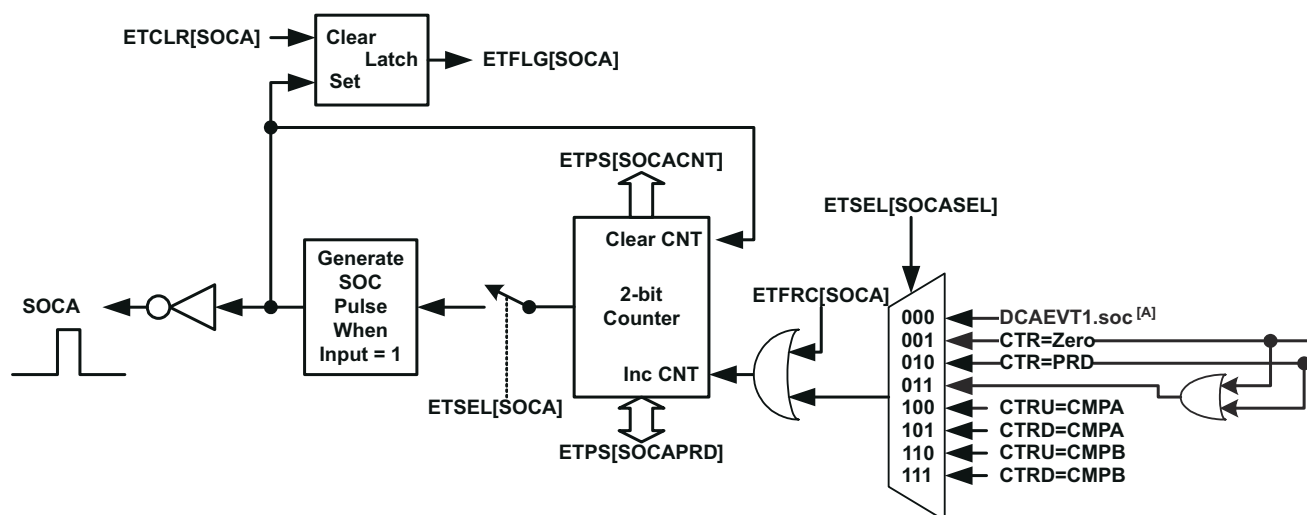 ETCLR[SOCA]
Clear
Latch
Set
ETFLG[SOCA]
ETPS[SOCACNT]
ETSEL[SOCASEL]
Clear CNT
Generate
SOC
Pulse
When
Input = 1
SOCA
2-bit
Counter
ETFRC[SOCA]
Inc CNT
ETSEL[SOCA]
ETPS[SOCAPRD]
000 DCAEVT1.soc [A]
001 CTR=Zero
010 CTR=PRD
011
100 CTRU=CMPA
101 CTRD=CMPA
110 CTRU=CMPB
111 CTRD=CMPB